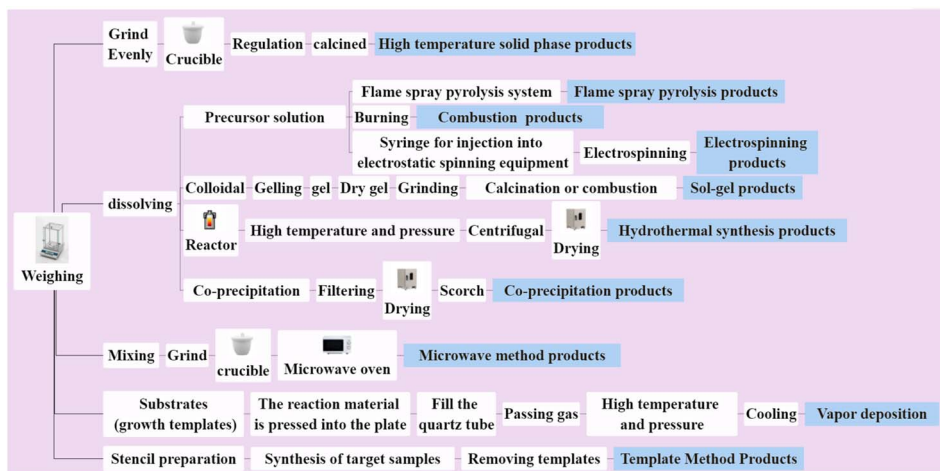 Grind
Evenly
Crucible
Regulation
calcined
High temperature solid phase products
Flame spray pyrolysis system
Flame spray pyrolysis products
Precursor solution
Burning
Combustion products
Syringe for injection into
electrostatic spinning equipment
Electrospinning
Electrospinning
products
dissolving
Colloidal
Gelling
gel
Dry gel
Grinding
Calcination or combustion
Sol-gel products
Reactor
High temperature and pressure
Centrifugal
Drying
Hydrothermal synthesis products
Weighing
Co-precipitation
Filtering
Drying
Scorch
Co-precipitation products
Mixing
Grind
crucible
Microwave oven
Microwave method products
Substrates
(growth templates)
The reaction material
is pressed into the plate
Fill the
quartz tube
Passing gas
High temperature
and pressure
Cooling
Vapor deposition
Stencil preparation
Synthesis of target samples
Removing templates
Template Method Products